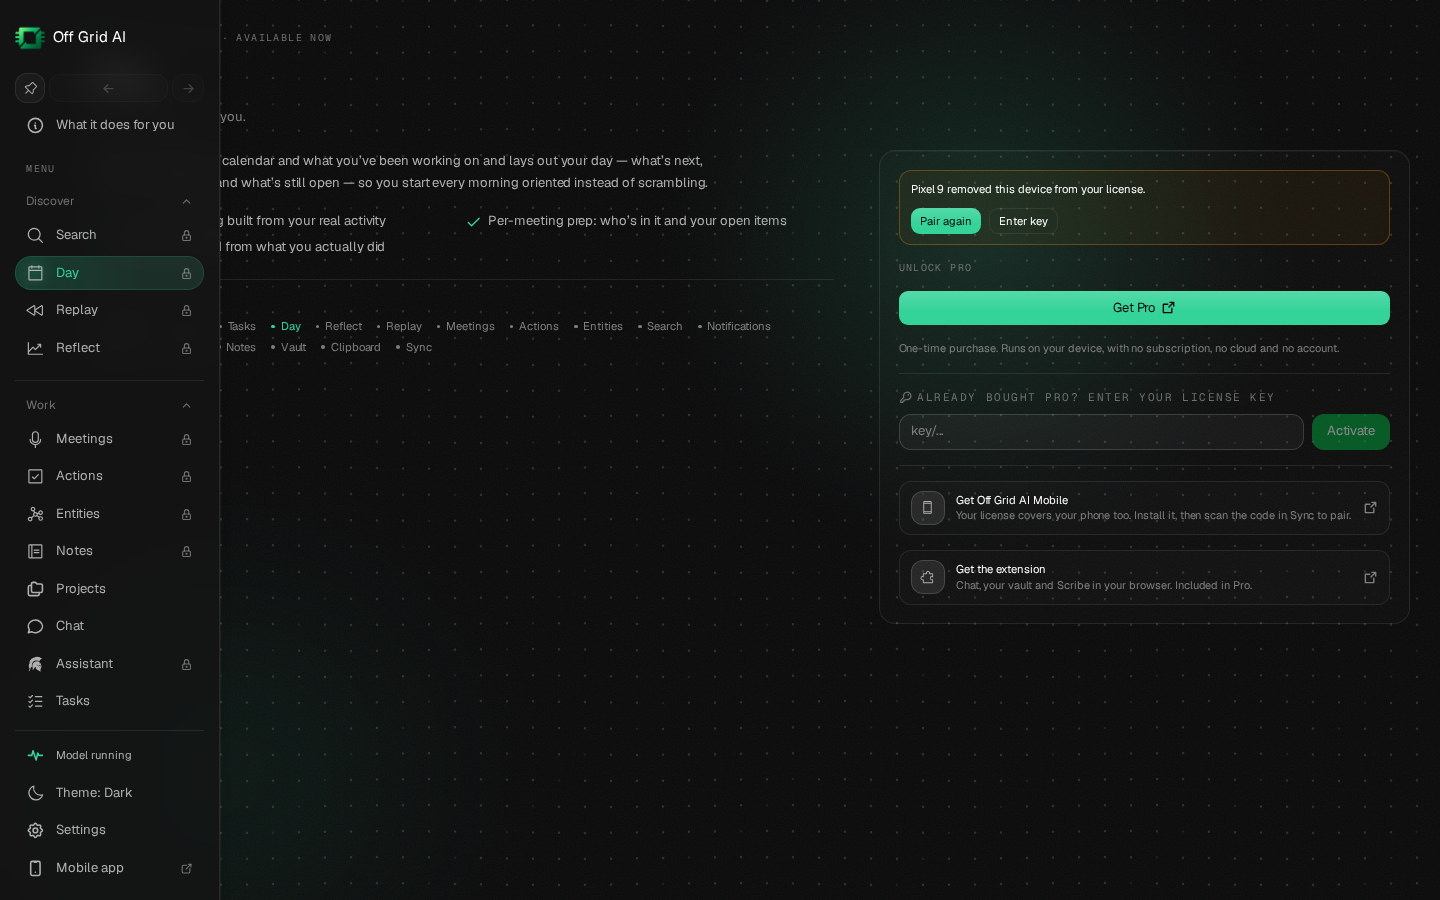 Off Grid AI
What it does for you
MENU
Discover
Search
Day
Replay
Reflect
Work
Meetings
Actions
Entities
Notes
Projects
Chat
Assistant
Tasks
Model running
Theme: Dark
Settings
Mobile app
· AVAILABLE NOW
you.
calendar and what you've been working on and lays out your day — what's next,
and what's still open — so you start every morning oriented instead of scrambling.
built from your real activity
Per-meeting prep: who's in it and your open items
from what you actually did
Tasks • Day • Reflect • Replay • Meetings • Actions • Entities • Search • Notifications
Notes • Vault • Clipboard • Sync
Pixel 9 removed this device from your license.
Pair again
Enter key
UNLOCK PRO
Get Pro
One-time purchase. Runs on your device, with no subscription, no cloud and no account.
ALREADY BOUGHT PRO? ENTER YOUR LICENSE KEY
key/...
Activate
Get Off Grid AI Mobile
Your license covers your phone too. Install it, then scan the code in Sync to pair.
Get the extension
Chat your vault and Scribe in your browser. Included in Pro.